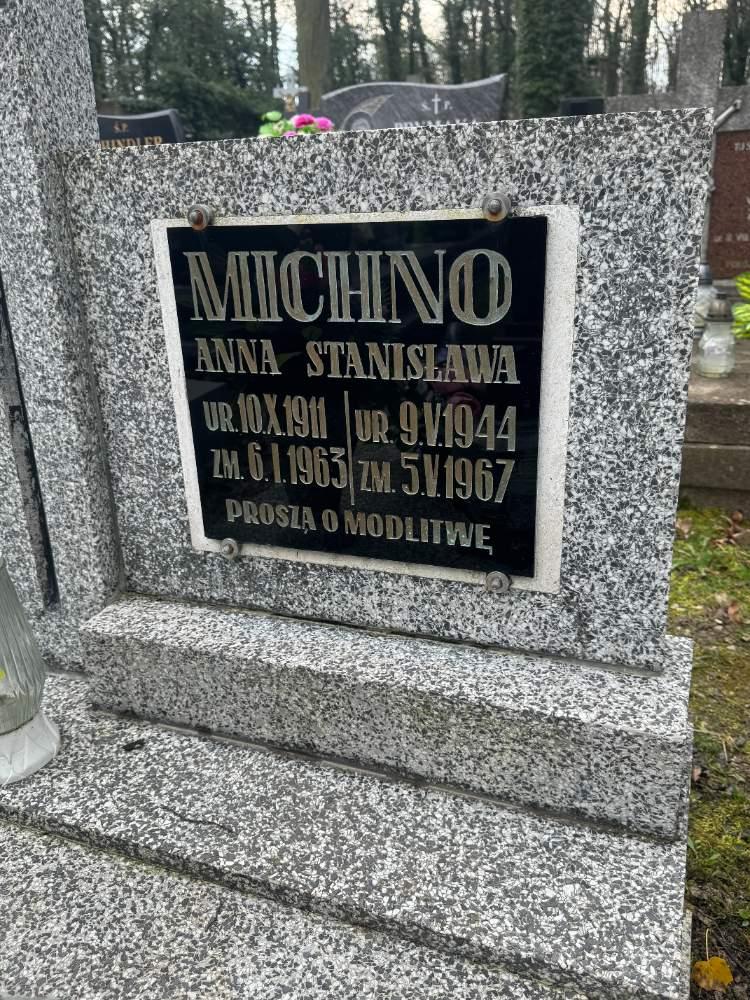 MICHNO
ANNA STANISŁAWA
UR. 10.X.1911 UR. 9.V.1944
ZM. 6.I.1963 ZM. 5.V.1967
PROSZĄ O MODLITWĘ
Ś.P.
Ś.P.